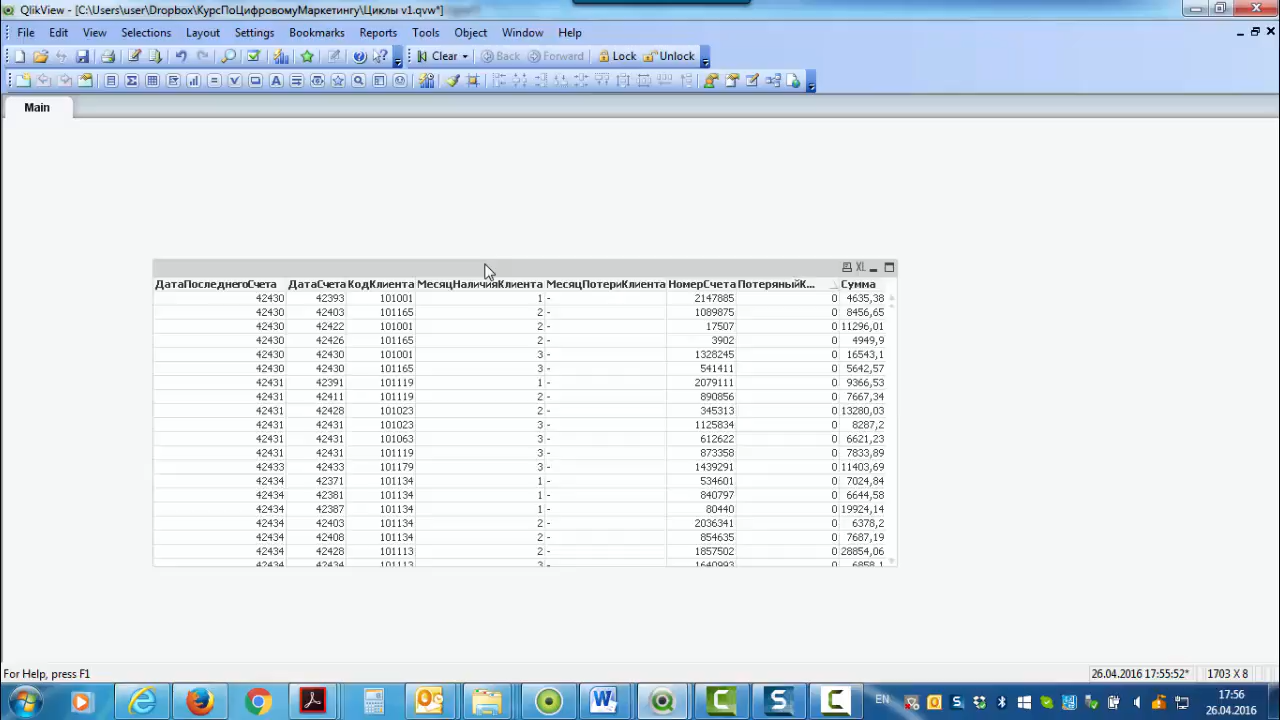 QlikView - [C:\Users\user\Dropbox\КурсПоЦифровомуМаркетингу\Циклы v1.qvw*]
File Edit View Selections Layout Settings Bookmarks Reports Tools Object Window Help
Clear Back Forward Lock Unlock
Main
XL
ДатаПоследнегоСчета ДатаСчета КодКлиента МесяцНаличияКлиента МесяцПотериКлиента НомерСчета ПотеряныйК... Сумма
42430 42393 101001 1 - 2147885 0 4635,38
42430 42403 101165 2 - 1089875 0 8456,65
42430 42422 101001 2 - 17507 0 11296,01
42430 42426 101165 2 - 3902 0 4949,9
42430 42430 101001 3 - 1328245 0 16543,1
42430 42430 101165 3 - 541411 0 5642,57
42431 42391 101119 1 - 2079111 0 9366,53
42431 42411 101119 2 - 890856 0 7667,34
42431 42428 101023 2 - 345313 0 13280,03
42431 42431 101023 3 - 1125834 0 8287,2
42431 42431 101063 3 - 612622 0 6621,23
42431 42431 101119 3 - 873358 0 7833,89
42433 42433 101179 3 - 1439291 0 11403,69
42434 42371 101134 1 - 534601 0 7024,84
42434 42381 101134 1 - 840797 0 6644,58
42434 42387 101134 1 - 80440 0 19924,14
42434 42403 101134 2 - 2036341 0 6378,2
42434 42408 101134 2 - 854635 0 7687,19
42434 42428 101113 2 - 1857502 0 28854,06
42434 42434 101113 3 - 1640993 0 6858,1
For Help, press F1
26.04.2016 17:55:52* 1703 X 8
EN
17:56
26.04.2016